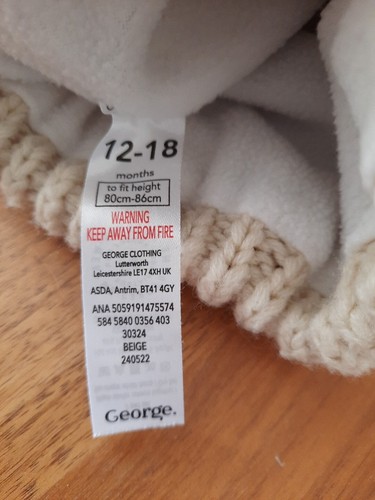 12-18
months
to fit height
80cm-86cm
WARNING
KEEP AWAY FROM FIRE
GEORGE CLOTHING
Lutterworth
Leicestershire LE17 4XH UK
ASDA, Antrim, BT41 4GY
ANA 5059191475574
584 5840 0356 403
30324
BEIGE
240522
George.